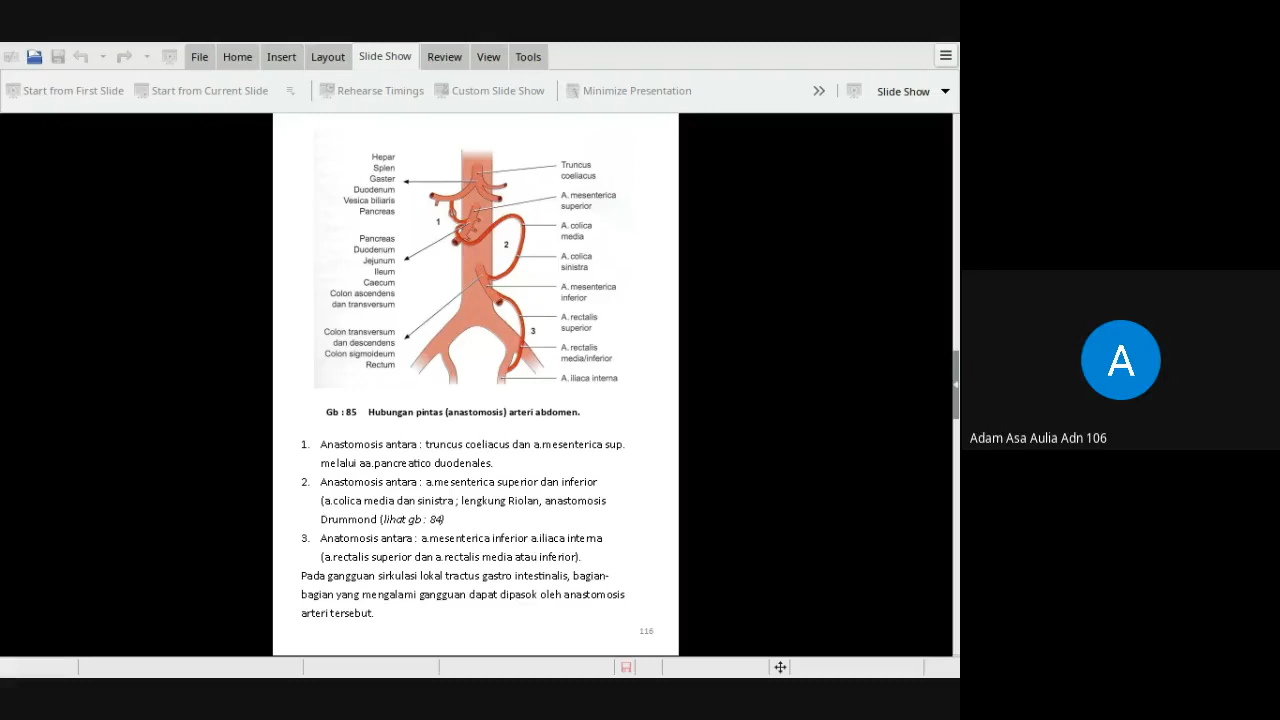 File Home Insert Layout Slide Show Review View Tools
Start from First Slide Start from Current Slide Rehearse Timings Custom Slide Show Minimize Presentation Slide Show
Hepar
Splen
Gaster
Duodenum
Vesica biliaris
Pancreas
Pancreas
Duodenum
Jejunum
Ileum
Caecum
Colon ascendens
dan transversum
Colon transversum
dan descendens
Colon sigmoideum
Rectum
1
2
3
Truncus
coeliacus
A. mesenterica
superior
A. colica
media
A. colica
sinistra
A. mesenterica
inferior
A. rectalis
superior
A. rectalis
media/inferior
A. iliaca interna
Gb : 85 Hubungan pintas (anastomosis) arteri abdomen.
1. Anastomosis antara : truncus coeliacus dan a.mesenterica sup.
melalui aa.pancreatico duodenales.
2. Anastomosis antara : a.mesenterica superior dan inferior
(a.colica media dan sinistra ; lengkung Riolan, anastomosis
Drummond (lihat gb : 84)
3. Anatomosis antara : a.mesenterica inferior a.iliaca interna
(a.rectalis superior dan a.rectalis media atau inferior).
Pada gangguan sirkulasi lokal tractus gastro intestinalis, bagian-
bagian yang mengalami gangguan dapat dipasok oleh anastomosis
arteri tersebut.
116
A
Adam Asa Aulia Adn 106